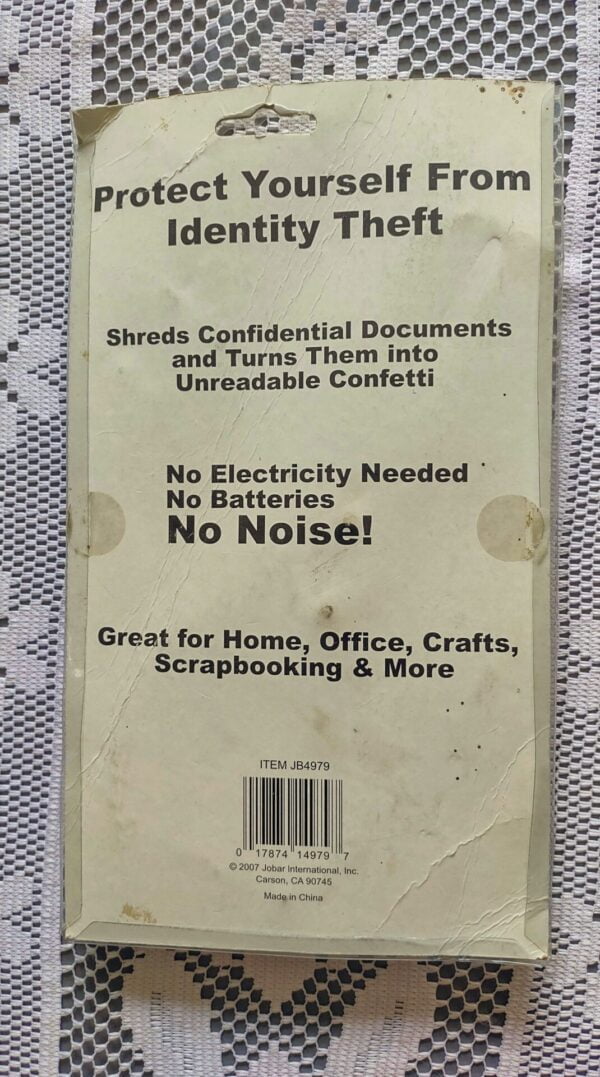 Protect Yourself From
Identity Theft
Shreds Confidential Documents
and Turns Them into
Unreadable Confetti
No Electricity Needed
No Batteries
No Noise!
Great for Home, Office, Crafts,
Scrapbooking & More
ITEM JB4979
0 17874 14979 7
© 2007 Jobar International, Inc.
Carson, CA 90745
Made in China